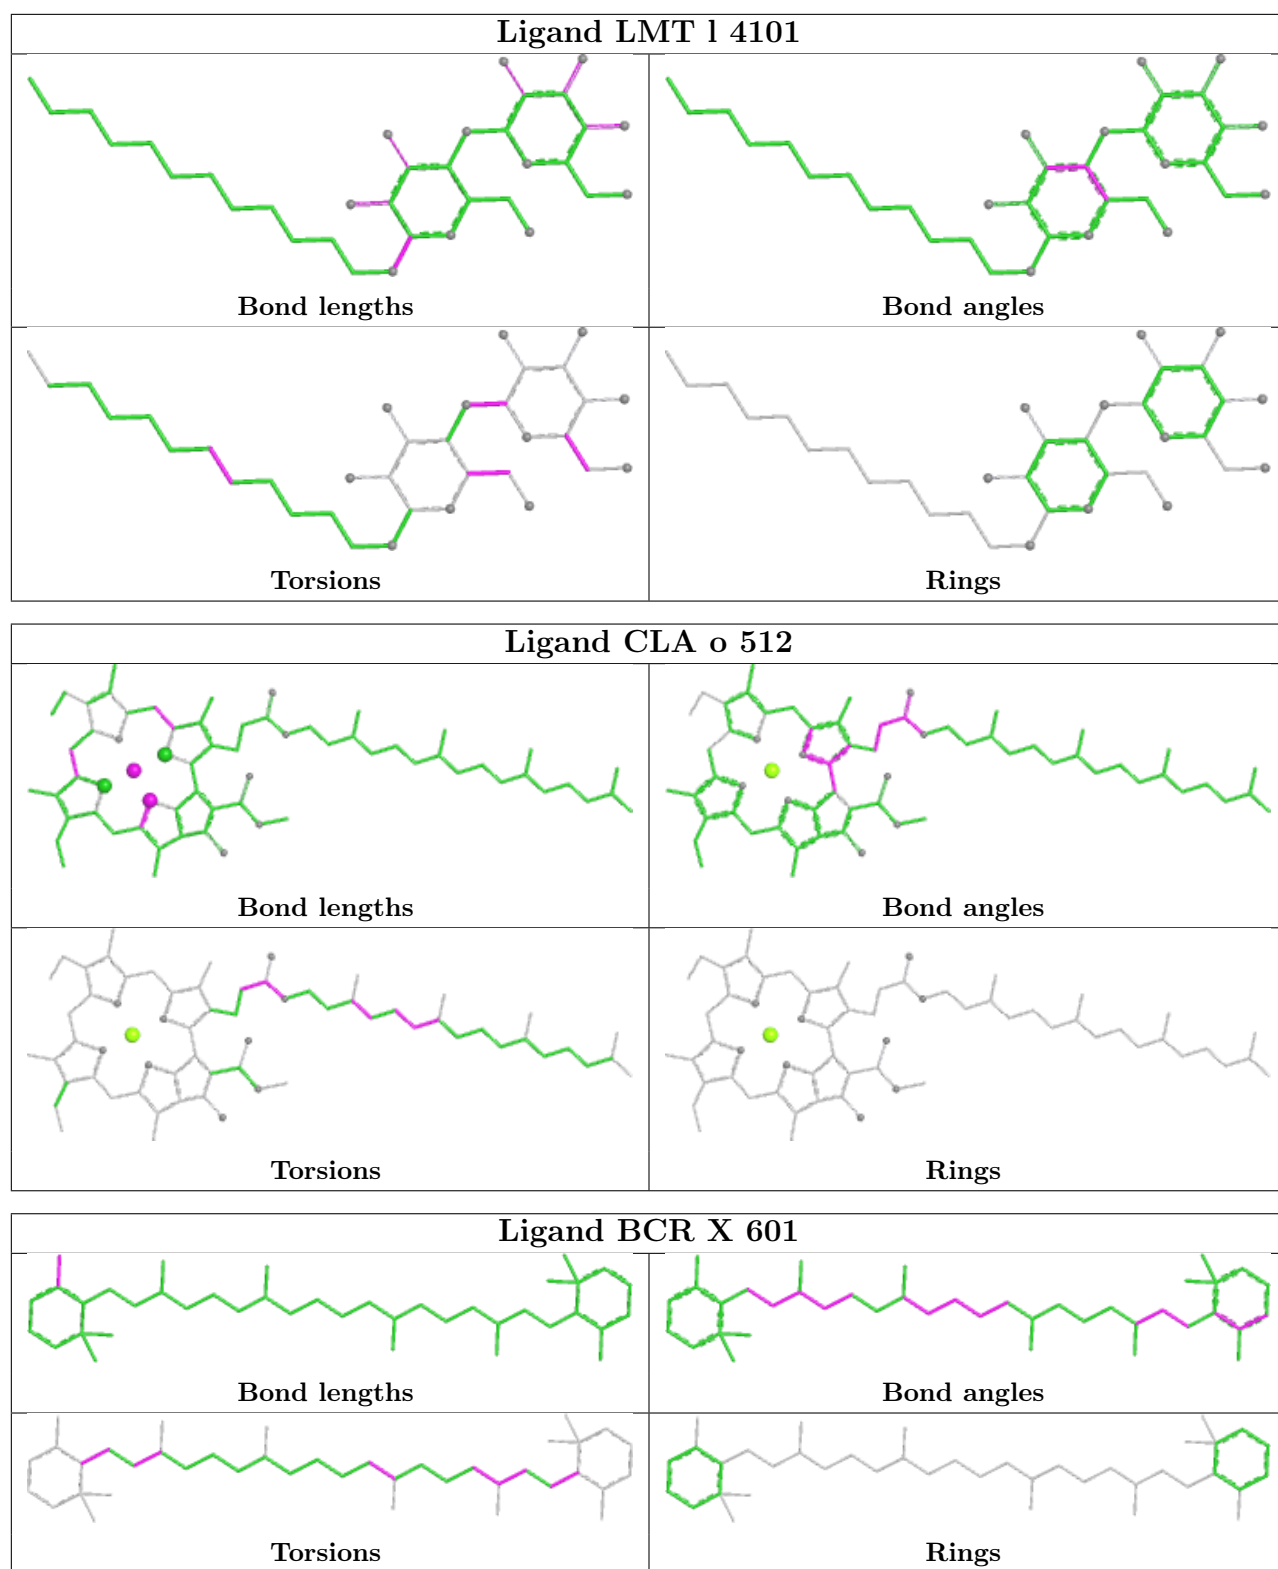 Ligand LMT l 4101
Bond lengths
Bond angles
Torsions
Rings
Ligand CLA o 512
Bond lengths
Bond angles
Torsions
Rings
Ligand BCR X 601
Bond lengths
Bond angles
Torsions
Rings